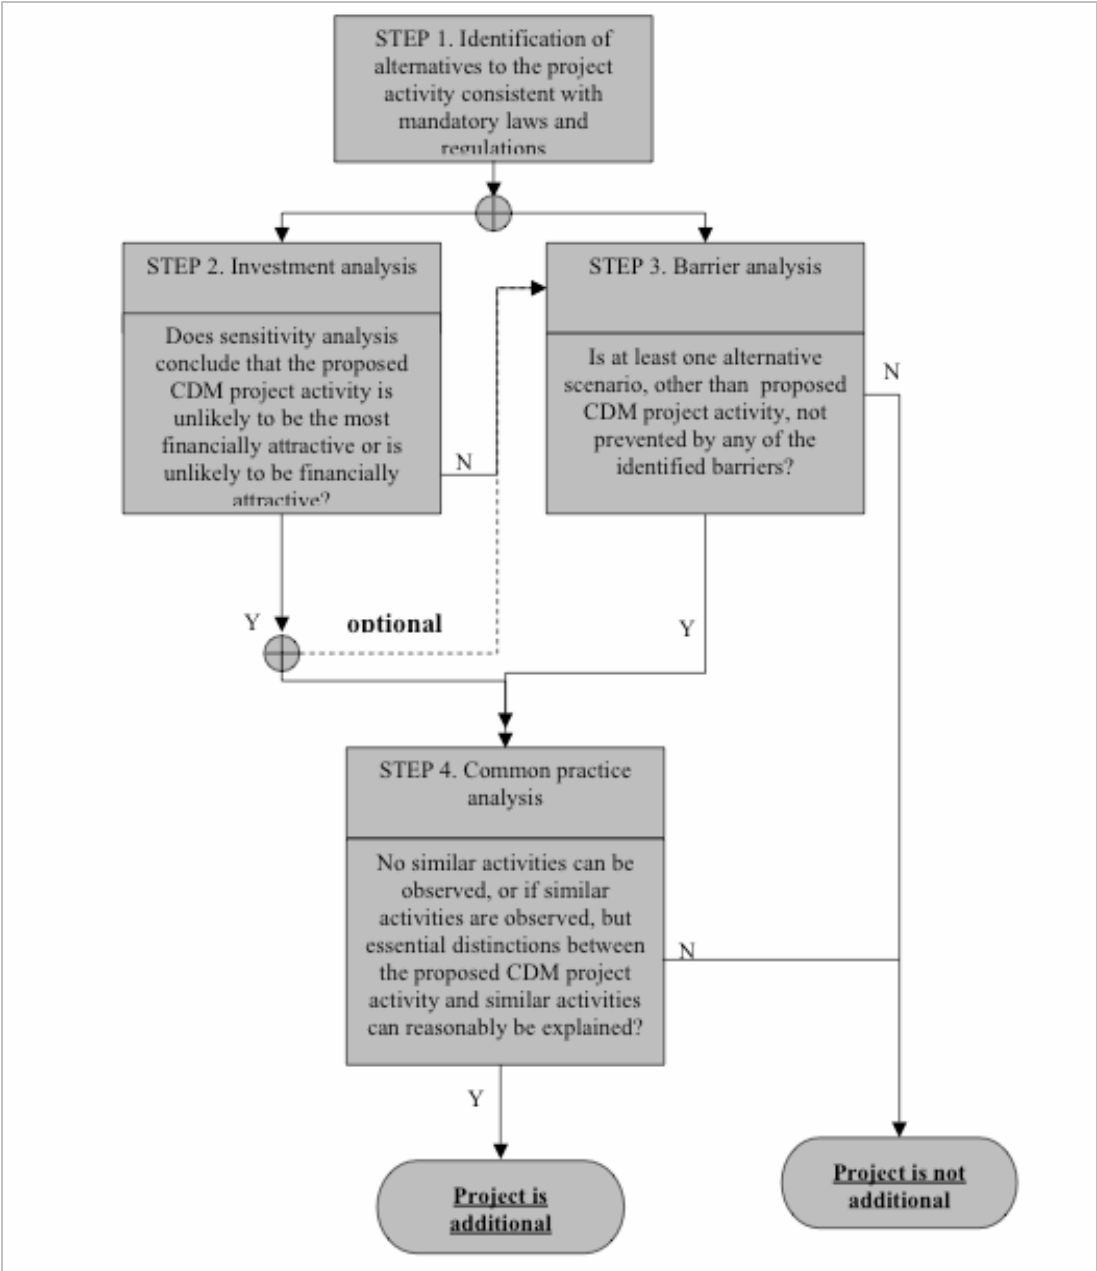 STEP 1. Identification of
alternatives to the project
activity consistent with
mandatory laws and
regulations
STEP 2. Investment analysis
Does sensitivity analysis
conclude that the proposed
CDM project activity is
unlikely to be the most
financially attractive or is
unlikely to be financially
attractive?
N
Y
optional
STEP 3. Barrier analysis
Is at least one alternative
scenario, other than proposed
CDM project activity, not
prevented by any of the
identified barriers?
N
Y
STEP 4. Common practice
analysis
No similar activities can be
observed, or if similar
activities are observed, but
essential distinctions between
the proposed CDM project
activity and similar activities
can reasonably be explained?
N
Y
Project is
additional
Project is not
additional